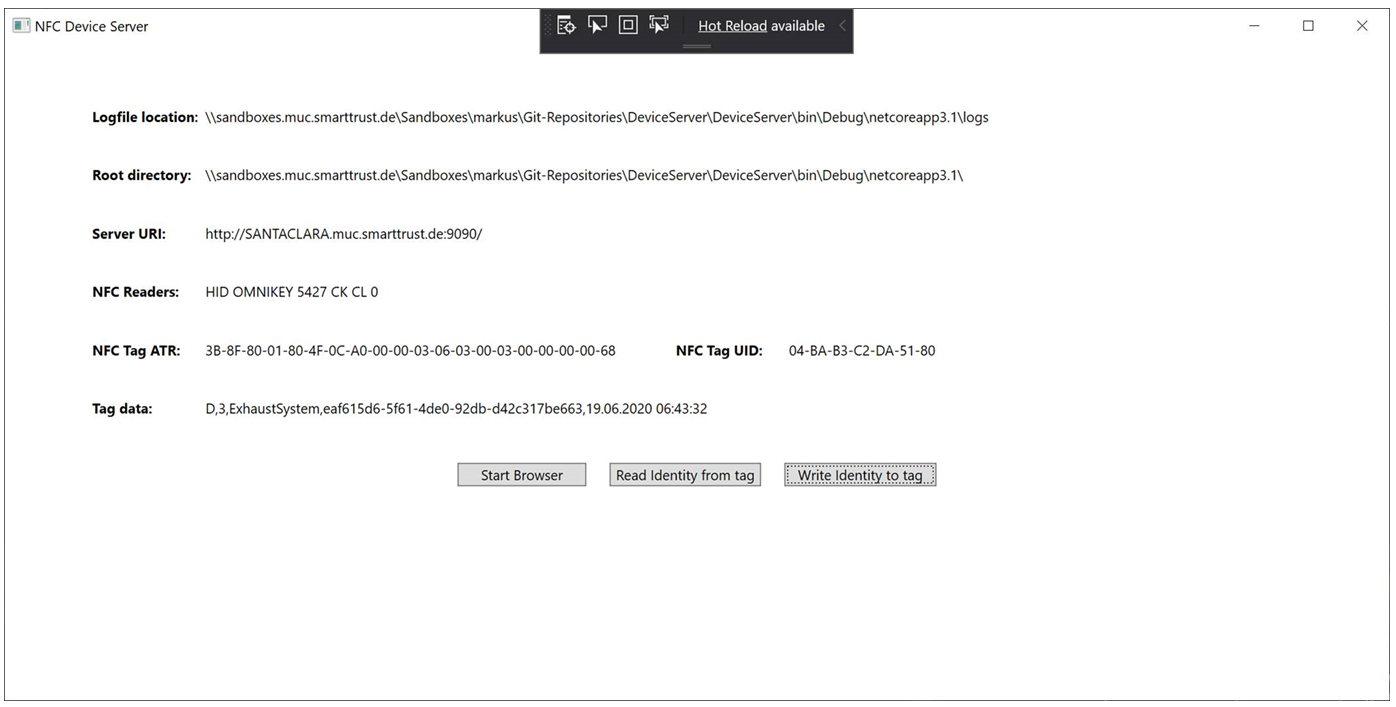 NFC Device Server
Hot Reload available
Logfile location: \\sandboxes.muc.smarttrust.de\Sandboxes\markus\Git-Repositories\DeviceServer\DeviceServer\bin\Debug\netcoreapp3.1\logs
Root directory: \\sandboxes.muc.smarttrust.de\Sandboxes\markus\Git-Repositories\DeviceServer\DeviceServer\bin\Debug\netcoreapp3.1\
Server URI: http://SANTACLARA.muc.smarttrust.de:9090/
NFC Readers: HID OMNIKEY 5427 CK CL 0
NFC Tag ATR: 3B-8F-80-01-80-4F-0C-A0-00-00-03-06-03-00-03-00-00-00-00-68 NFC Tag UID: 04-BA-B3-C2-DA-51-80
Tag data: D,3,ExhaustSystem,eaf615d6-5f61-4de0-92db-d42c317be663,19.06.2020 06:43:32
Start Browser Read Identity from tag Write Identity to tag